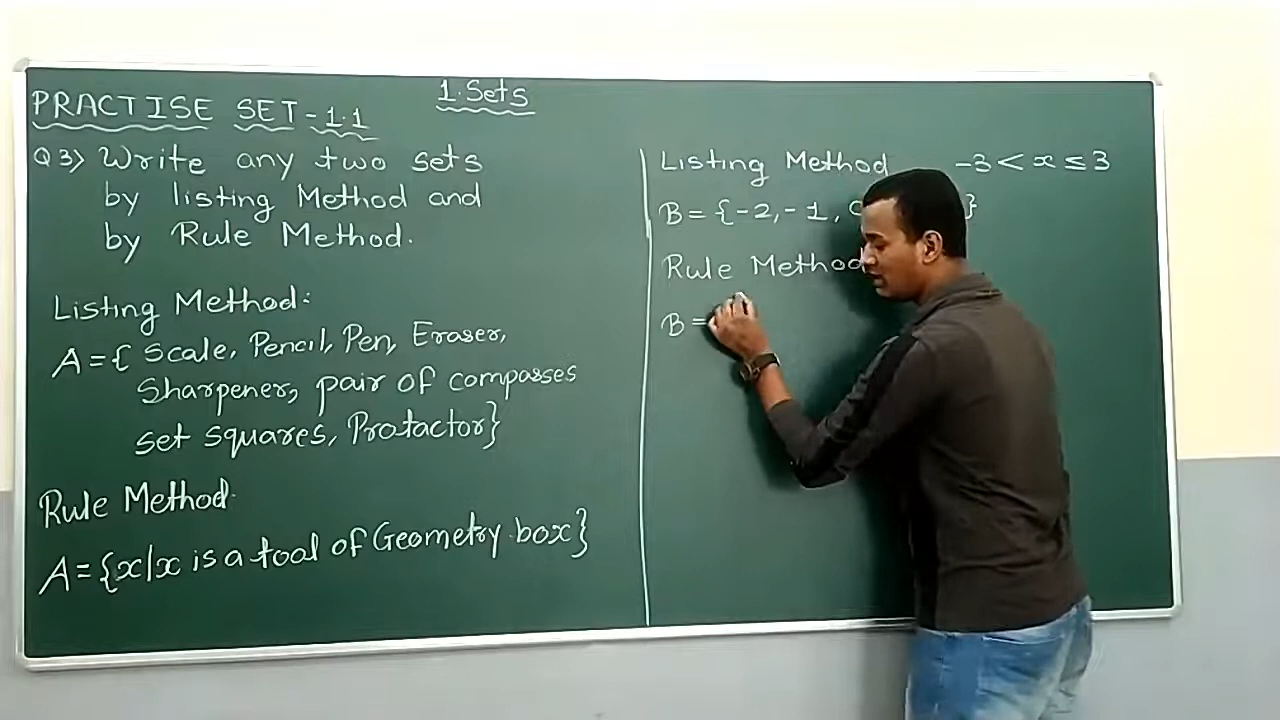 1. Sets
PRACTISE SET-1.1
Q3) Write any two sets
by listing Method and
by Rule Method.
Listing Method:
A={ Scale, Pencil, Pen, Eraser,
Sharpener, pair of compasses
set squares, Protactor}
Rule Method.
A={x/x is a tool of Geometry box}
Listing Method -3 < x ≤ 3
B = {-2, -1, }
Rule Method
B =